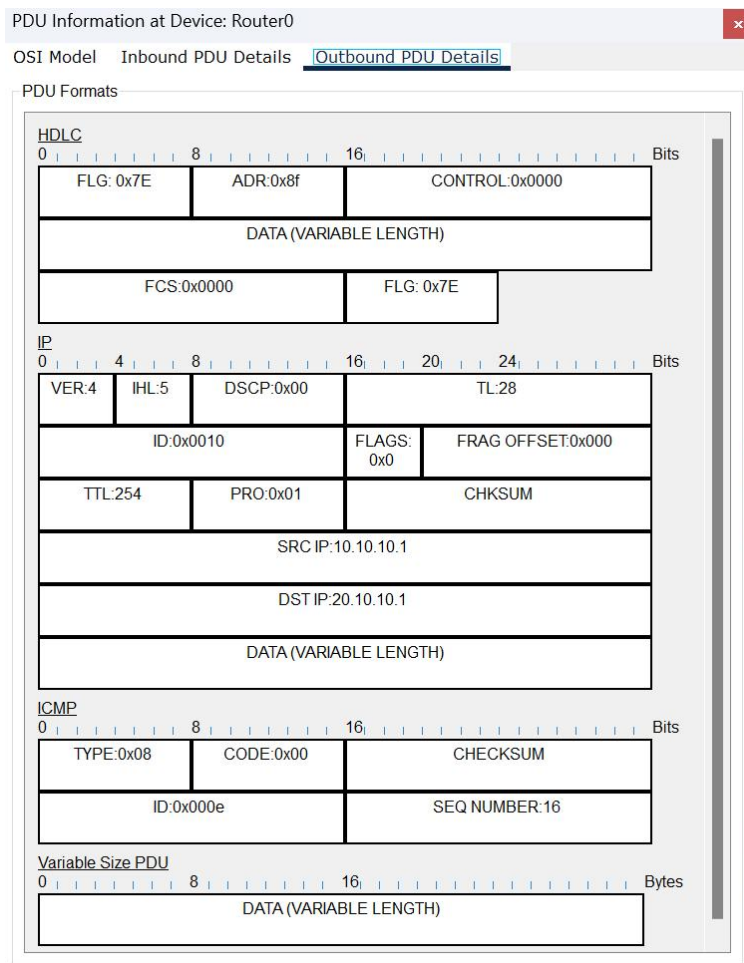 PDU Information at Device: Router0
×
OSI Model Inbound PDU Details Outbound PDU Details
PDU Formats
HDLC
0 8 16 Bits
FLG: 0x7E ADR:0x8f CONTROL:0x0000
DATA (VARIABLE LENGTH)
FCS:0x0000 FLG: 0x7E
IP
0 4 8 16 20 24 Bits
VER:4 IHL:5 DSCP:0x00 TL:28
ID:0x0010 FLAGS: FRAG OFFSET:0x000
0x0
TTL:254 PRO:0x01 CHKSUM
SRC IP:10.10.10.1
DST IP:20.10.10.1
DATA (VARIABLE LENGTH)
ICMP
0 8 16 Bits
TYPE:0x08 CODE:0x00 CHECKSUM
ID:0x000e SEQ NUMBER:16
Variable Size PDU
0 8 16 Bytes
DATA (VARIABLE LENGTH)